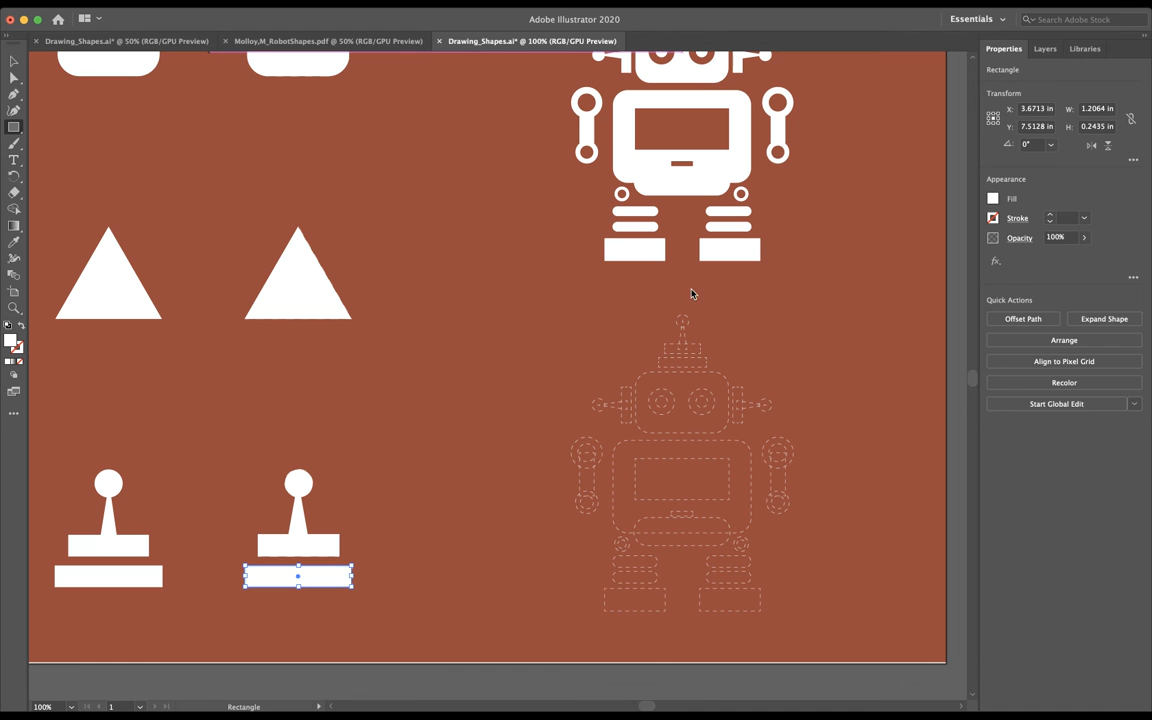 Adobe Illustrator 2020
Essentials
Search Adobe Stock
Drawing_Shapes.ai* @ 50% (RGB/GPU Preview)
Molloy,M_RobotShapes.pdf @ 50% (RGB/GPU Preview)
Drawing_Shapes.ai* @ 100% (RGB/GPU Preview)
Properties
Layers
Libraries
Rectangle
Transform
X: 3.6713 in W: 1.2064 in
Y: 7.5128 in H: 0.2435 in
0°
Appearance
Fill
Stroke
Opacity 100%
fx.
Quick Actions
Offset Path
Expand Shape
Arrange
Align to Pixel Grid
Recolor
Start Global Edit
100%
1
Rectangle